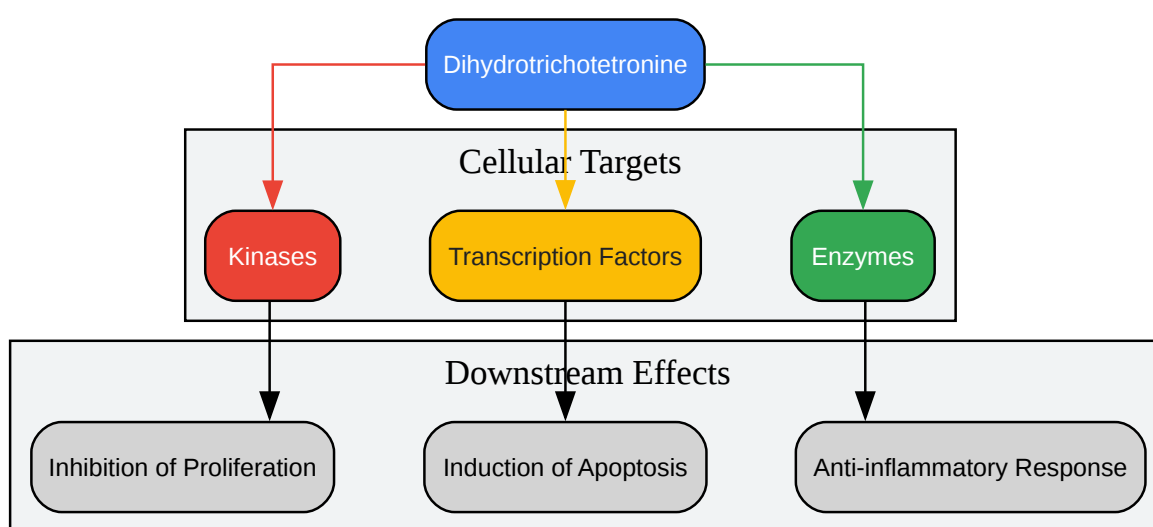 Dihydrotrichotetronine
Cellular Targets
Kinases
Transcription Factors
Enzymes
Downstream Effects
Inhibition of Proliferation
Induction of Apoptosis
Anti-inflammatory Response